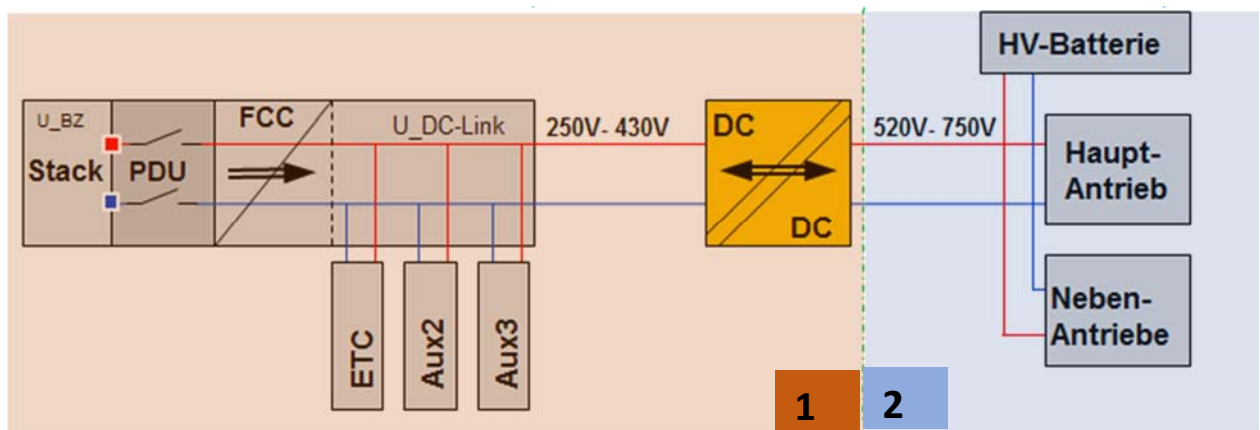 HV-Batterie
U_BZ
Stack
PDU
FCC
U_DC-Link
250V- 430V
DC
DC
520V- 750V
Haupt-
Antrieb
ETC
Aux2
Aux3
Neben-
Antriebe
1
2